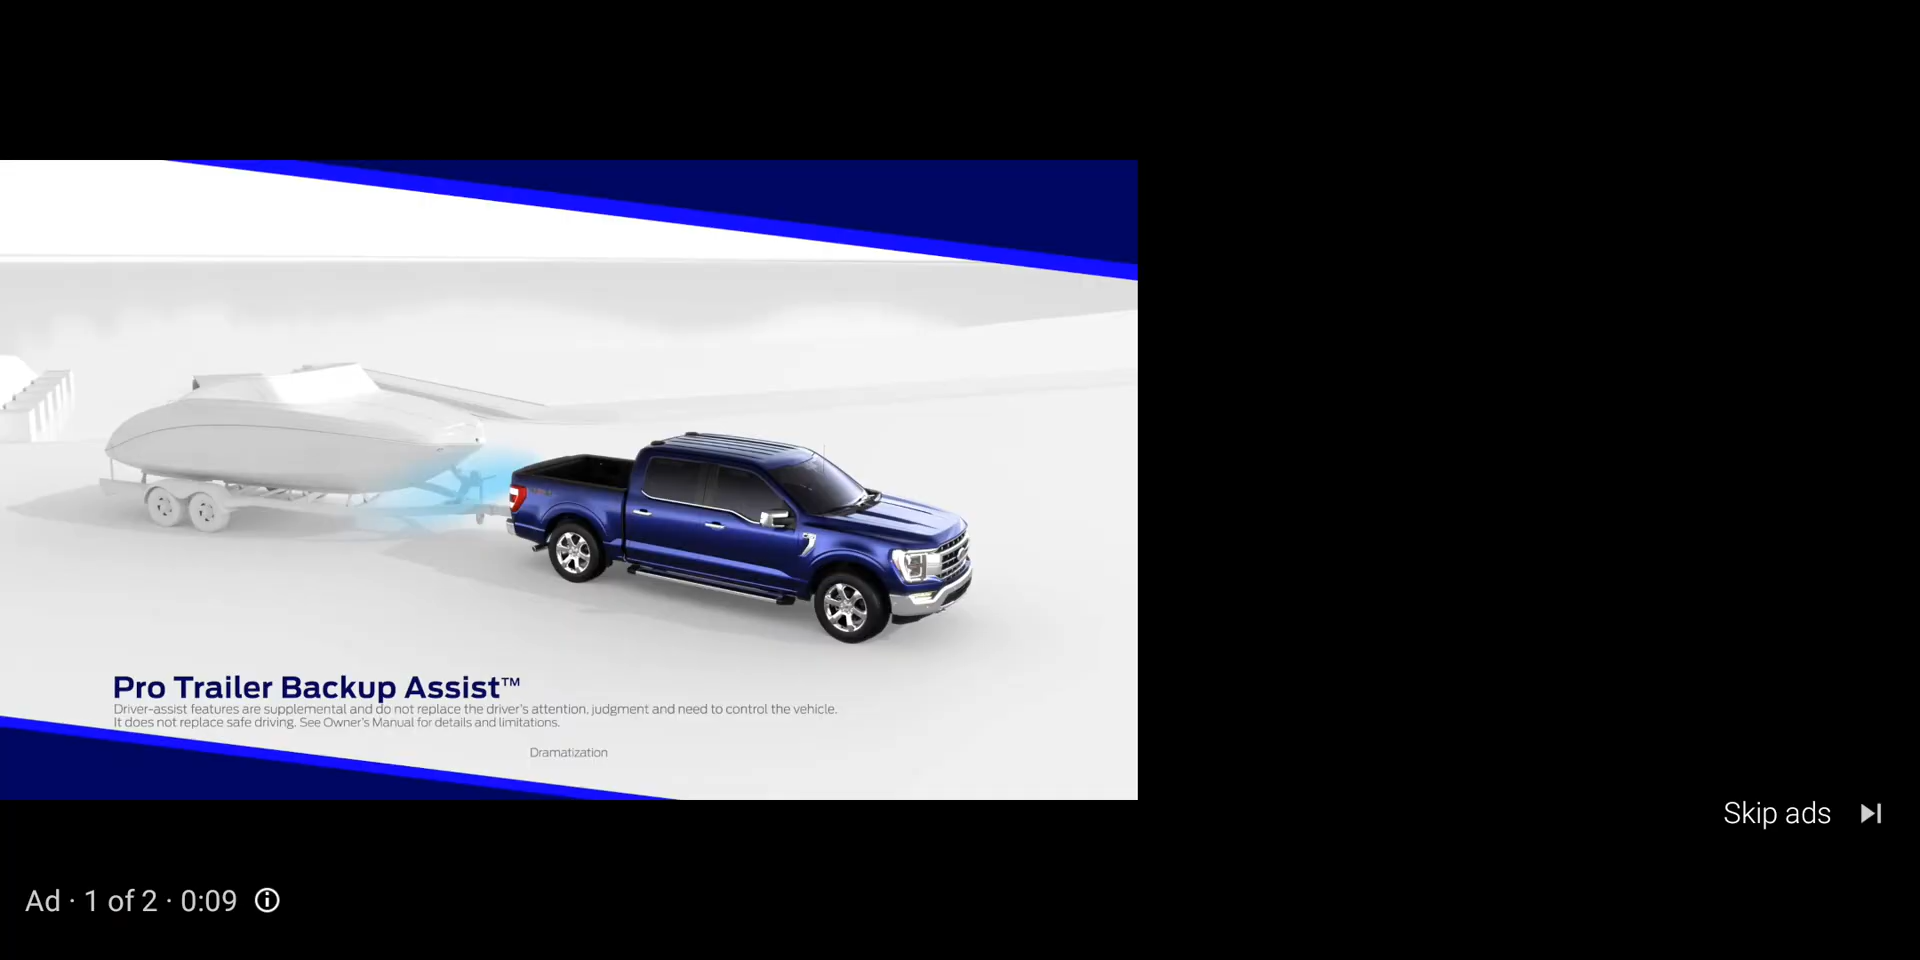 Pro Trailer Backup Assist™
Driver-assist features are supplemental and do not replace the driver's attention, judgment and need to control the vehicle.
It does not replace safe driving. See Owner's Manual for details and limitations.
Dramatization
Skip ads
Ad · 1 of 2 · 0:09